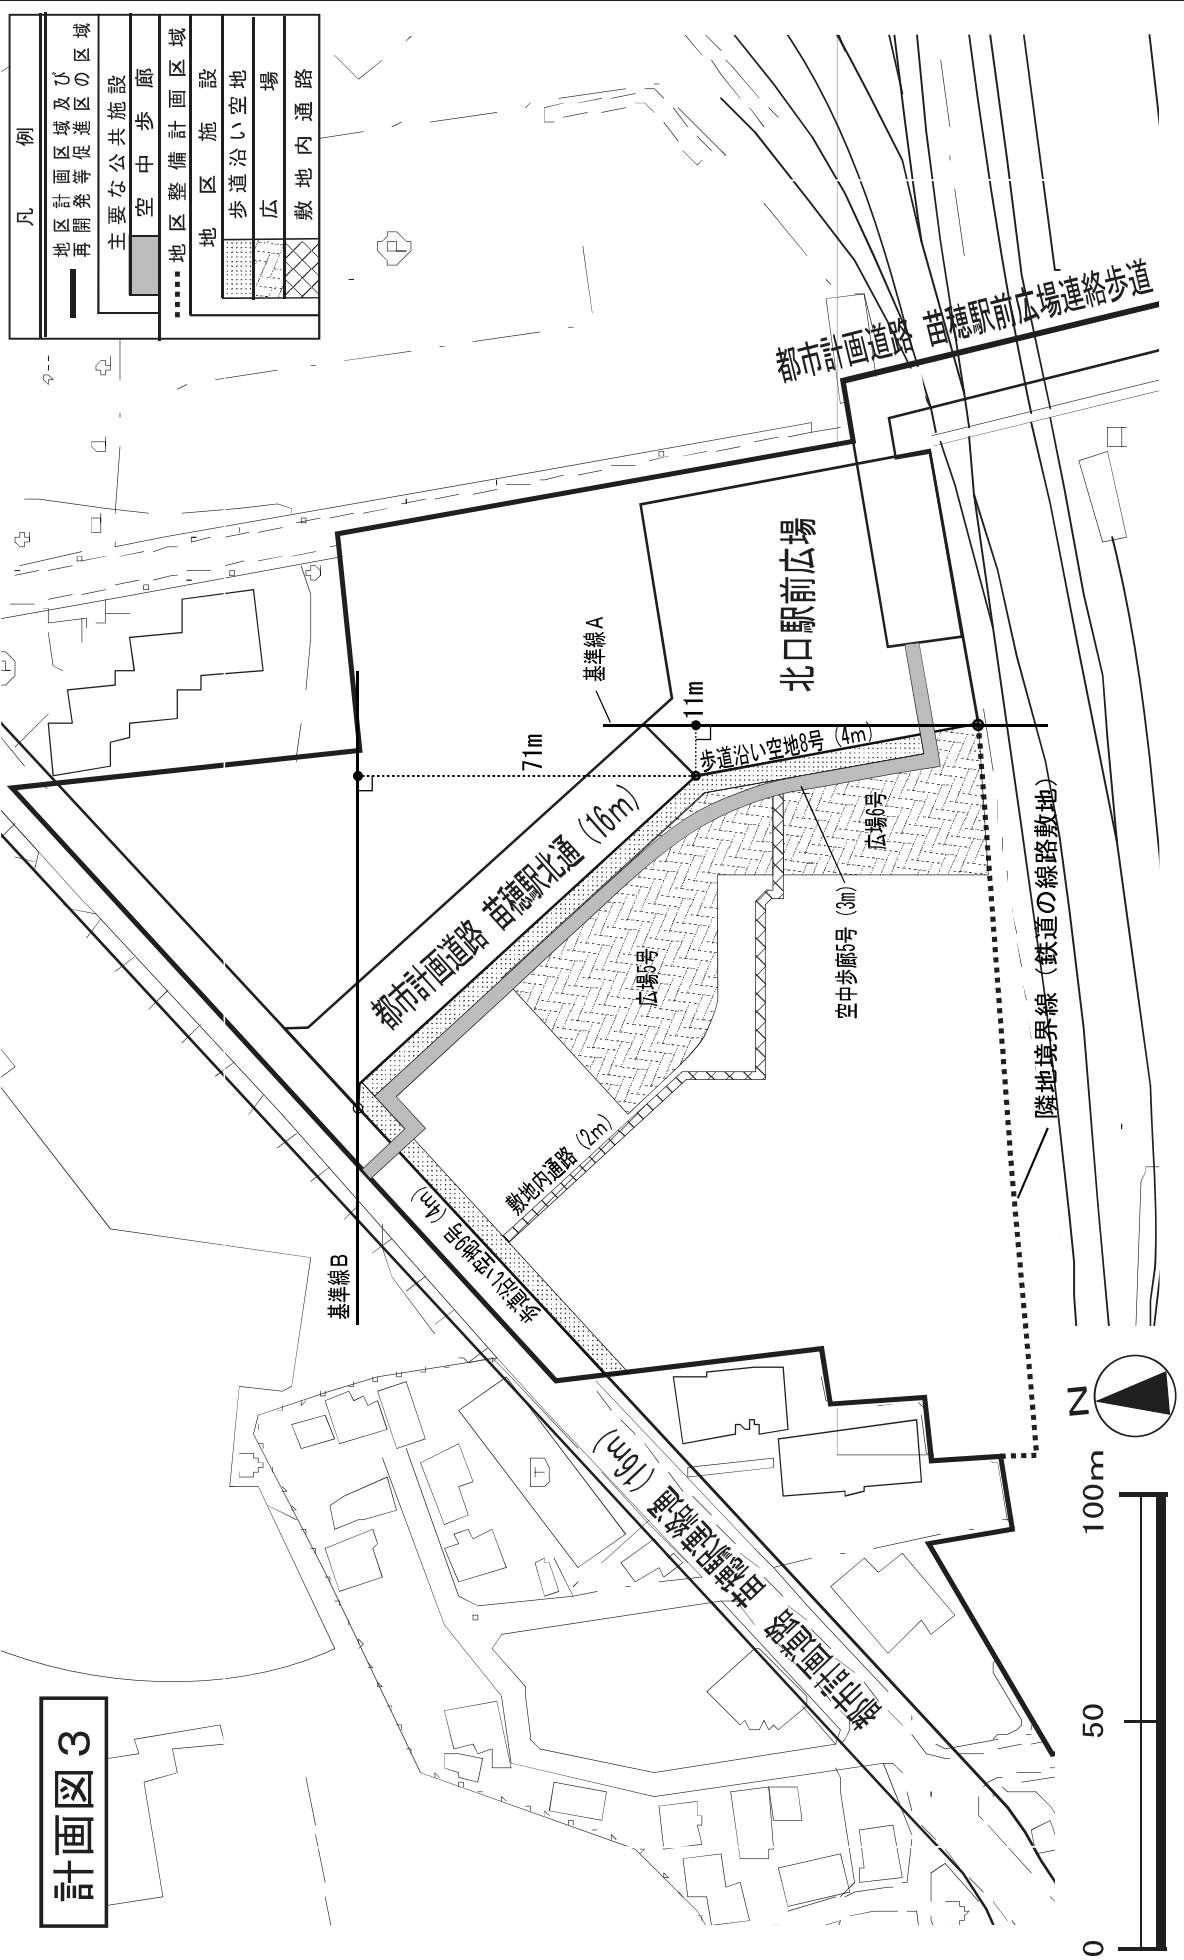 計画図３
凡例
地区計画区域及び
再開発等促進区の区域
主要な公共施設
空中歩廊
地区整備計画区域
地区施設
歩道沿い空地
広場
敷地内通路
都市計画道路 苗穂駅前広場連絡歩道
北口駅前広場
基準線Ａ
11m
71m
歩道沿い空地8号（4m）
都市計画道路 苗穂駅北通（16m）
広場6号
広場5号
空中歩廊5号（3m）
敷地内通路（2m）
歩道沿い空地9号（4m）
基準線Ｂ
隣地境界線（鉄道の線路敷地）
都市計画道路 苗穂駅連絡通（16m）
N
0
50
100m